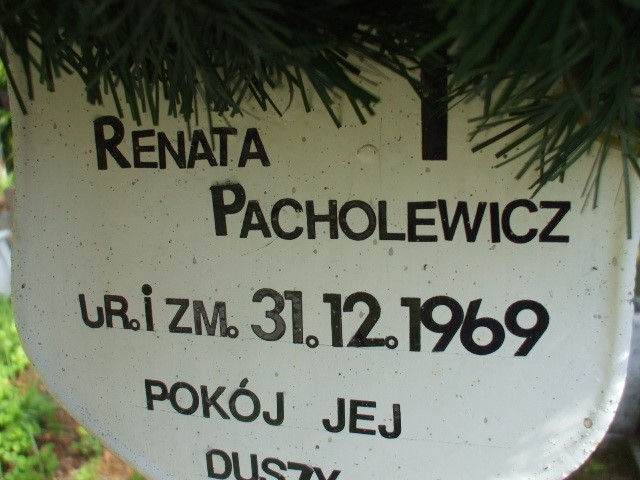 RENATA
PACHOLEWICZ
UR. i ZM. 31.12.1969
POKÓJ JEJ
DUSZY